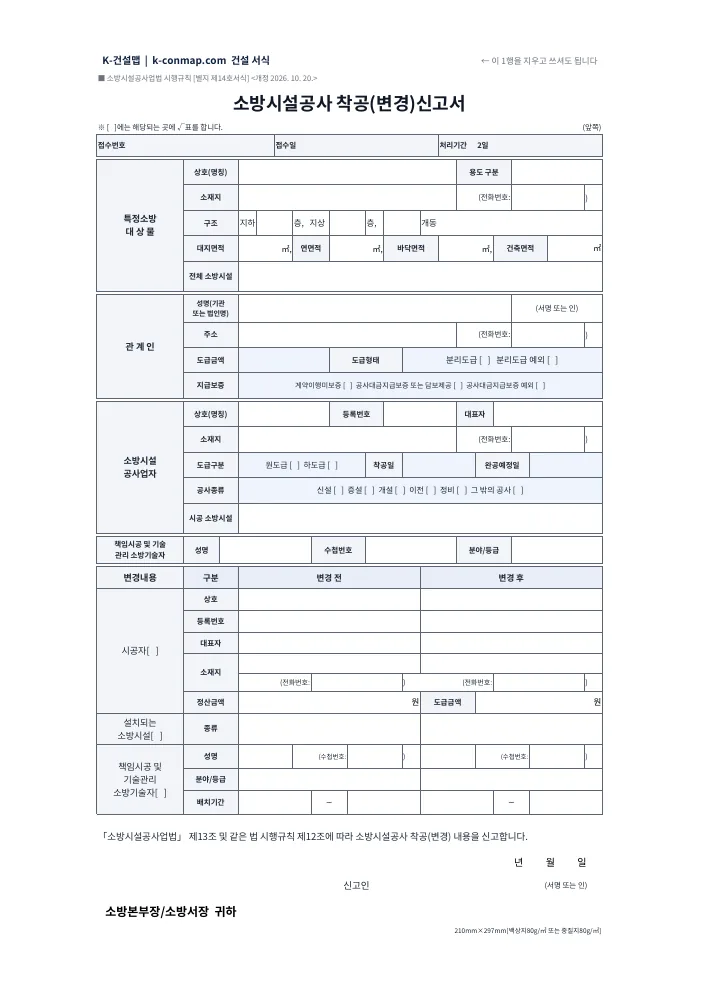 K-건설맵 | k-conmap.com 건설 서식 ← 이 1행을 지우고 쓰셔도 됩니다
■ 소방시설공사업법 시행규칙 [별지 제14호서식] <개정 2026. 10. 20.>
소방시설공사 착공(변경)신고서
※ [ ]에는 해당되는 곳에 √표를 합니다. (앞쪽)
접수번호 접수일 처리기간 2일
특정소방
대 상 물
상호(명칭) 용도 구분
소재지 (전화번호: )
구조 지하 층, 지상 층, 개동
대지면적 ㎡, 연면적 ㎡, 바닥면적 ㎡, 건축면적 ㎡
전체 소방시설
관 계 인
성명(기관
또는 법인명) (서명 또는 인)
주소 (전화번호: )
도급금액 도급형태 분리도급 [ ] 분리도급 예외 [ ]
지급보증 계약이행미보증 [ ] 공사대금지급보증 또는 담보제공 [ ] 공사대금지급보증 예외 [ ]
소방시설
공사업자
상호(명칭) 등록번호 대표자
소재지 (전화번호: )
도급구분 원도급 [ ] 하도급 [ ] 착공일 완공예정일
공사종류 신설 [ ] 증설 [ ] 개설 [ ] 이전 [ ] 정비 [ ] 그 밖의 공사 [ ]
시공 소방시설
책임시공 및 기술
관리 소방기술자 성명 수첩번호 분야/등급
변경내용 구분 변경 전 변경 후
시공자[ ]
상호
등록번호
대표자
소재지
(전화번호: ) (전화번호: )
정산금액 원 도급금액 원
설치되는
소방시설[ ] 종류
책임시공 및
기술관리
소방기술자[ ]
성명 (수첩번호: ) (수첩번호: )
분야/등급
배치기간 – –
「소방시설공사업법」 제13조 및 같은 법 시행규칙 제12조에 따라 소방시설공사 착공(변경) 내용을 신고합니다.
년 월 일
신고인 (서명 또는 인)
소방본부장/소방서장 귀하
210mm×297mm(백상지80g/㎡ 또는 중질지80g/㎡)